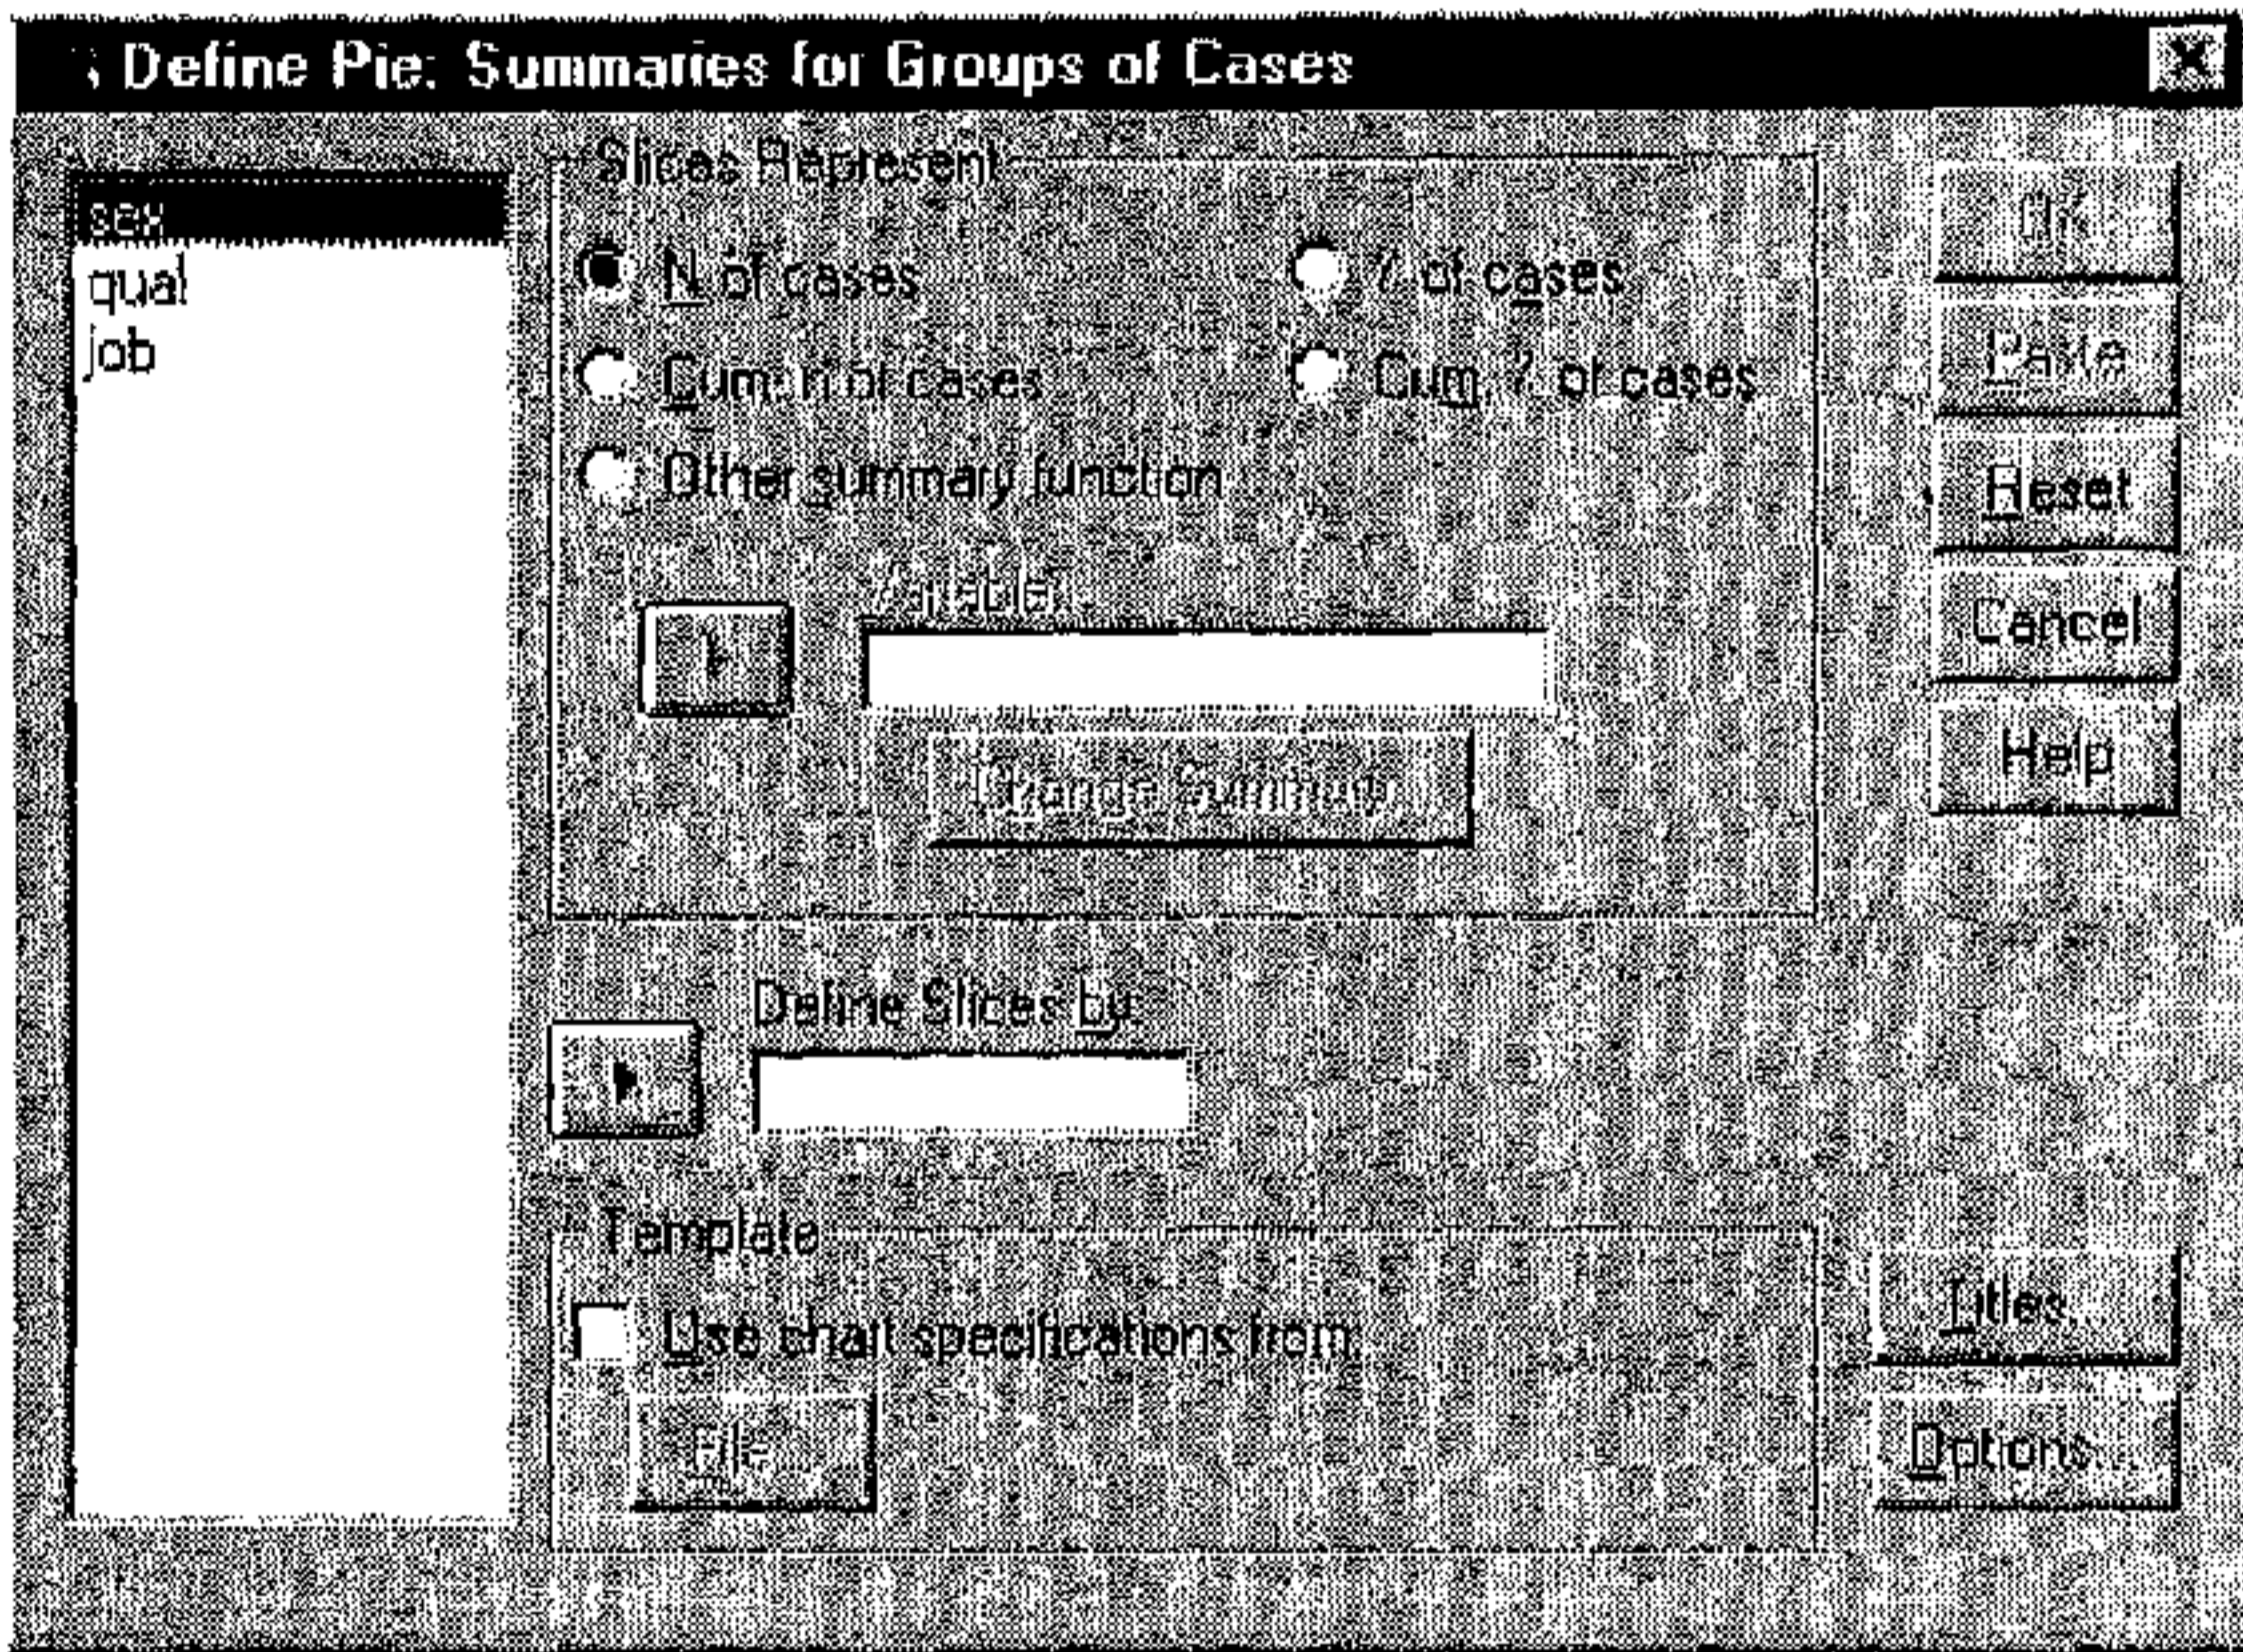 Define Pie: Summaries for Groups of Cases
sex
qual
job
Slices Represent
N of cases
% of cases
Cum. n of cases
Cum. % of cases
Other summary function
Variable:
Change Summary
Define Slices by:
Template
Use chart specifications from:
File
OK
Paste
Reset
Cancel
Help
Titles...
Options...